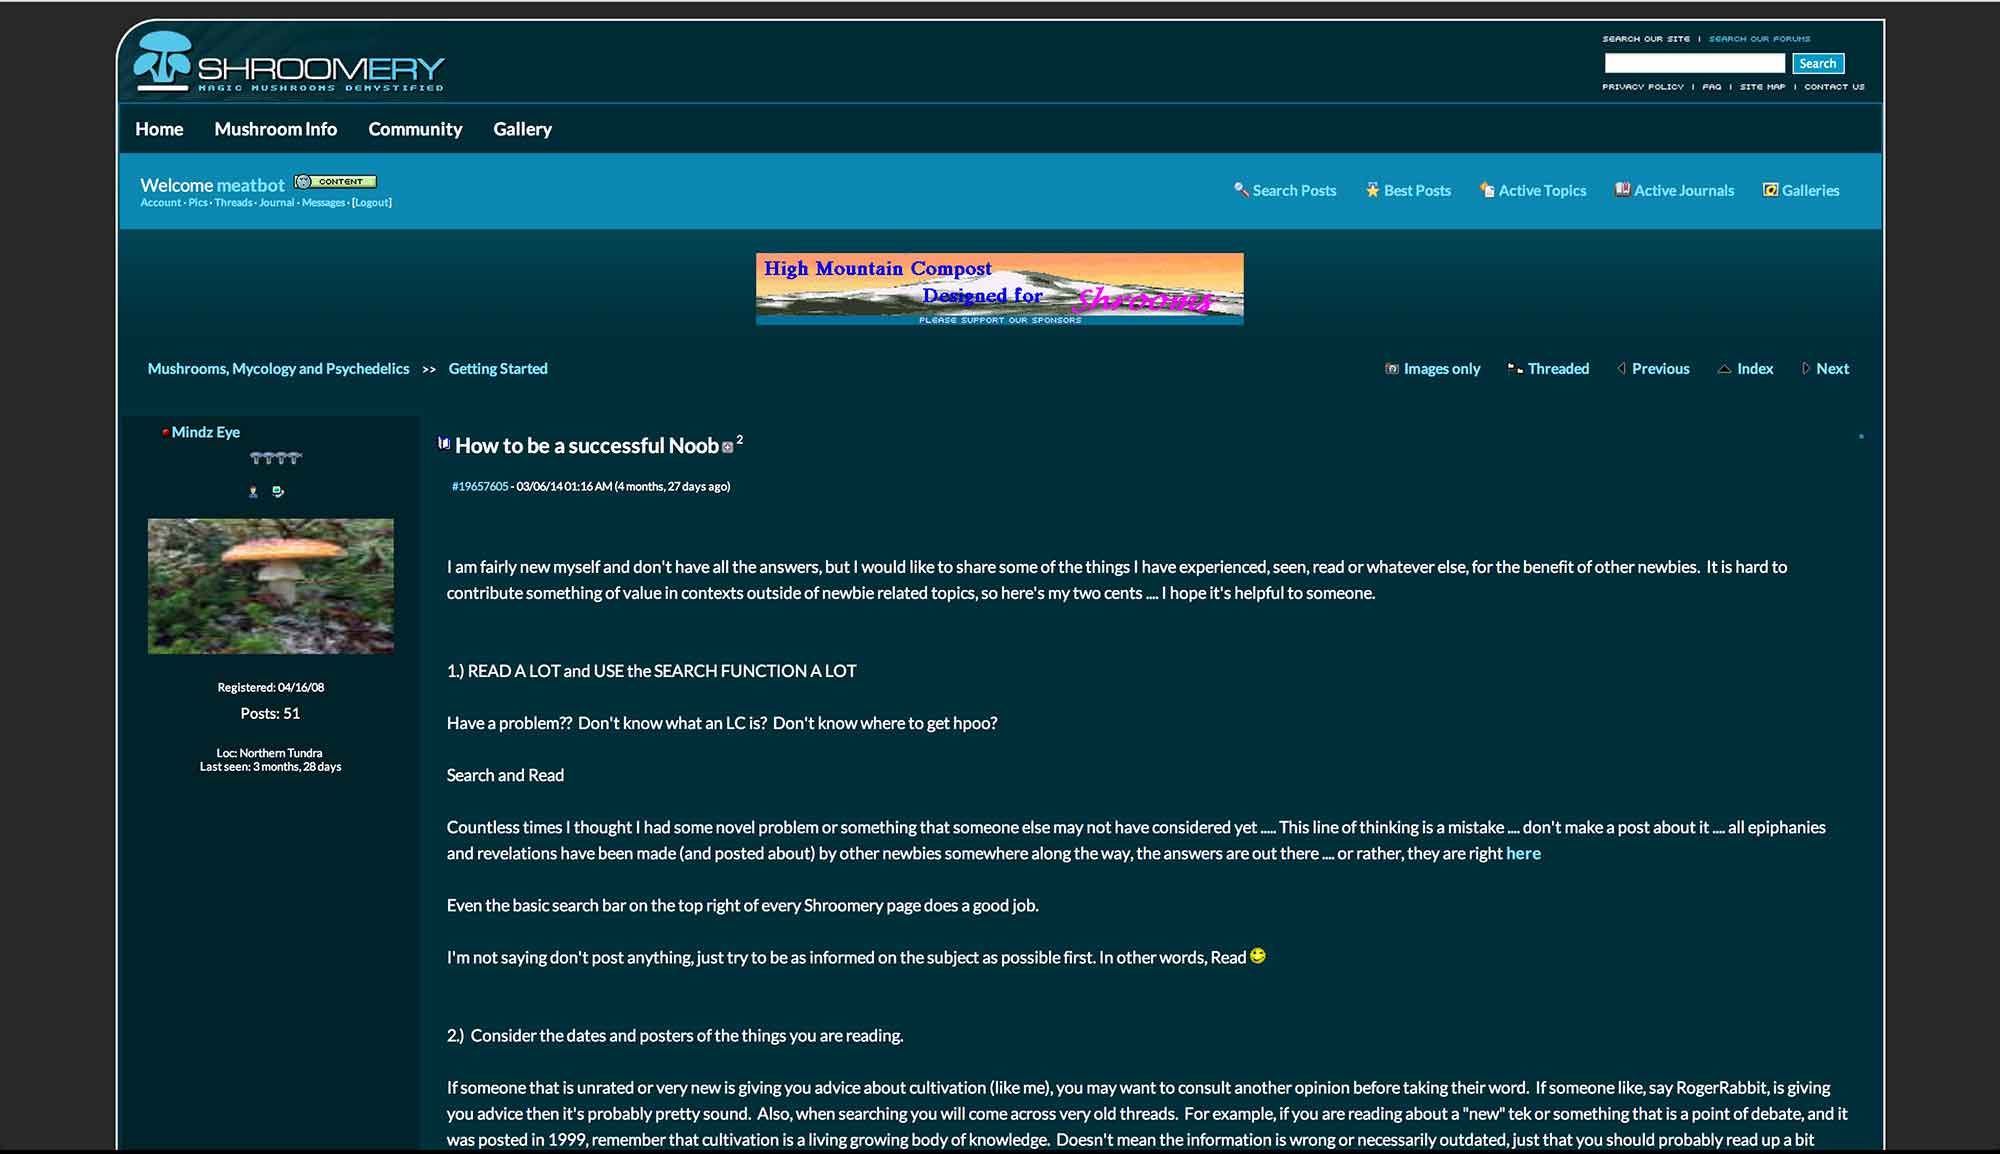 SHROOMERY
MAGIC MUSHROOMS DEMYSTIFIED
SEARCH OUR SITE | SEARCH OUR FORUMS
Search
PRIVACY POLICY | FAQ | SITE MAP | CONTACT US
Home Mushroom Info Community Gallery
Welcome meatbot CONTENT
Account · Pics · Threads · Journal · Messages · [Logout]
Search Posts Best Posts Active Topics Active Journals Galleries
High Mountain Compost
Designed for Shrooms
PLEASE SUPPORT OUR SPONSORS
Mushrooms, Mycology and Psychedelics >> Getting Started
Images only Threaded Previous Index Next
Mindz Eye
Registered: 04/16/08
Posts: 51
Loc: Northern Tundra
Last seen: 3 months, 28 days
How to be a successful Noob 2
#19657605 - 03/06/14 01:16 AM (4 months, 27 days ago)
I am fairly new myself and don't have all the answers, but I would like to share some of the things I have experienced, seen, read or whatever else, for the benefit of other newbies. It is hard to
contribute something of value in contexts outside of newbie related topics, so here's my two cents .... I hope it's helpful to someone.
1.) READ A LOT and USE the SEARCH FUNCTION A LOT
Have a problem?? Don't know what an LC is? Don't know where to get hpoo?
Search and Read
Countless times I thought I had some novel problem or something that someone else may not have considered yet ..... This line of thinking is a mistake .... don't make a post about it .... all epiphanies
and revelations have been made (and posted about) by other newbies somewhere along the way, the answers are out there .... or rather, they are right here
Even the basic search bar on the top right of every Shroomery page does a good job.
I'm not saying don't post anything, just try to be as informed on the subject as possible first. In other words, Read
2.) Consider the dates and posters of the things you are reading.
If someone that is unrated or very new is giving you advice about cultivation (like me), you may want to consult another opinion before taking their word. If someone like, say RogerRabbit, is giving
you advice then it's probably pretty sound. Also, when searching you will come across very old threads. For example, if you are reading about a "new" tek or something that is a point of debate, and it
was posted in 1999, remember that cultivation is a living growing body of knowledge. Doesn't mean the information is wrong or necessarily outdated, just that you should probably read up a bit